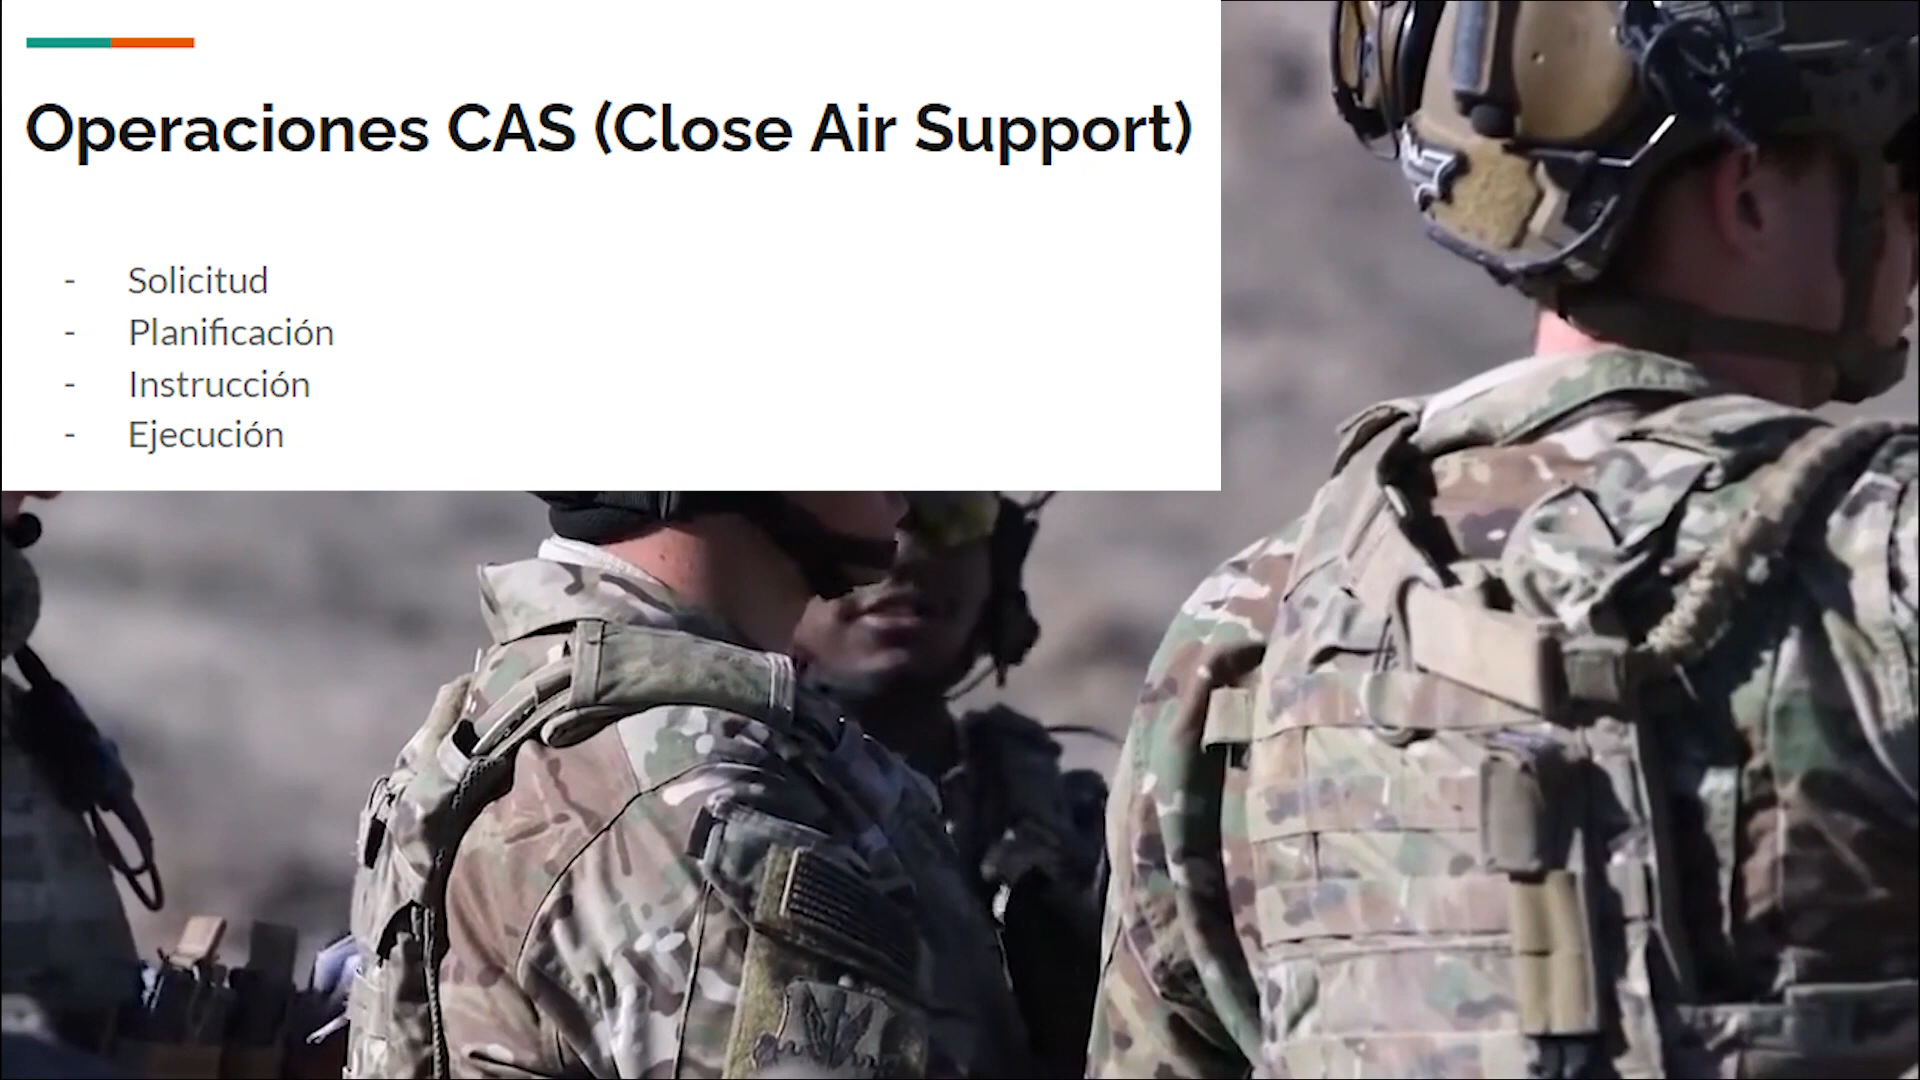 Operaciones CAS (Close Air Support)
- Solicitud
- Planificación
- Instrucción
- Ejecución